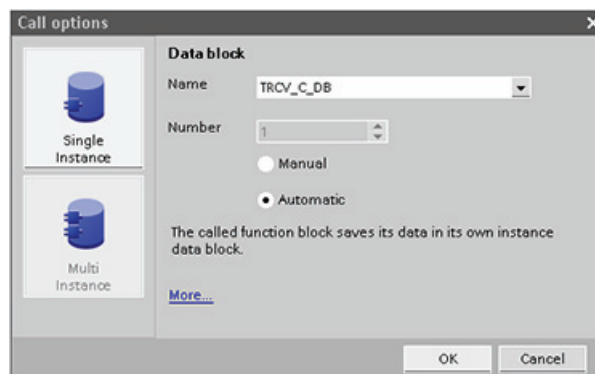 Call options
Data block
Name
TRCV_C_DB
Number
1
Manual
Automatic
Single
Instance
Multi
Instance
The called function block saves its data in its own instance
data block.
More...
OK
Cancel